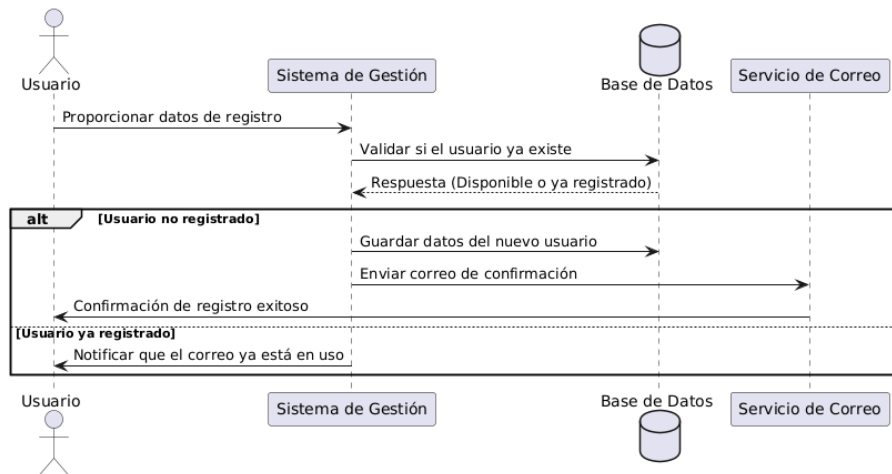 Usuario
Sistema de Gestión
Base de Datos
Servicio de Correo
Proporcionar datos de registro
Validar si el usuario ya existe
Respuesta (Disponible o ya registrado)
alt [Usuario no registrado]
Guardar datos del nuevo usuario
Enviar correo de confirmación
Confirmación de registro exitoso
[Usuario ya registrado]
Notificar que el correo ya está en uso
Usuario
Sistema de Gestión
Base de Datos
Servicio de Correo